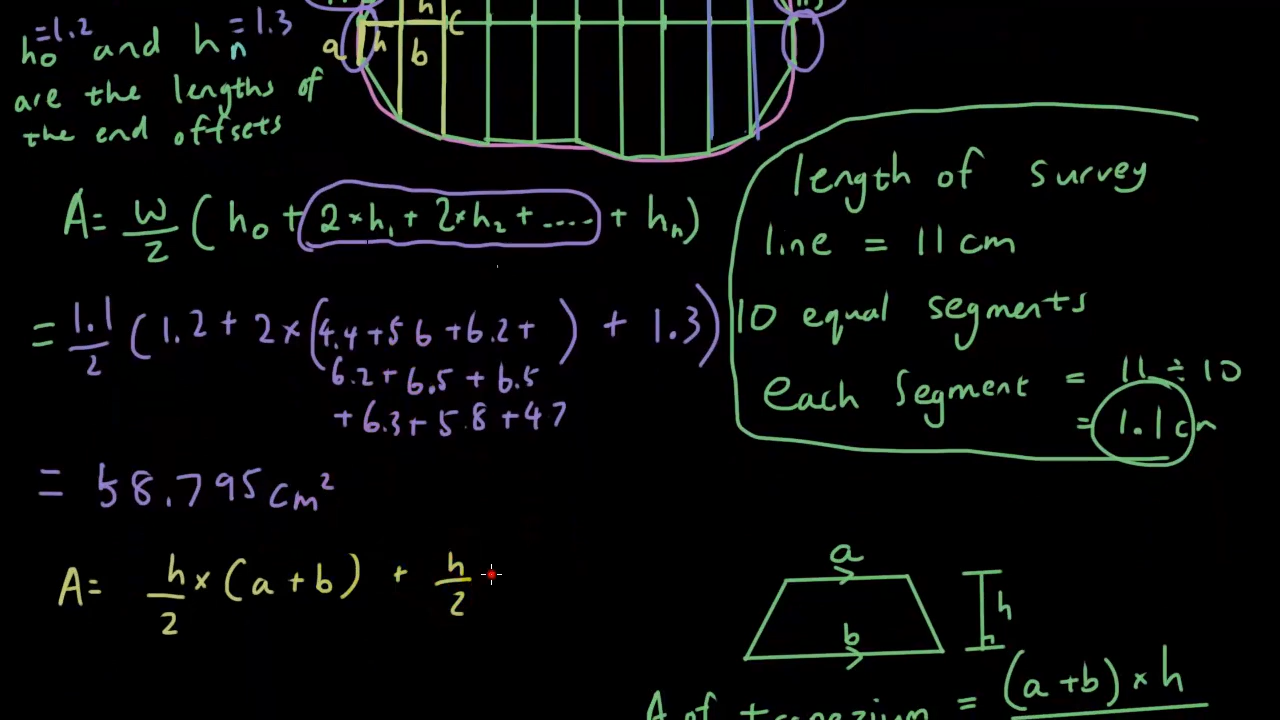 =1.2 =1.3
h₀ and hₙ
are the lengths of
the end offsets
h
a h b c
A = w/2 (h₀ + 2×h₁ + 2×h₂ + ..... + hₙ)
= 1.1/2 (1.2 + 2×(4.4+5 6 +6.2+ ) + 1.3)
6.2+ 6.5 + 6.5
+ 6.3+ 5.8 +4 7
= 58.795 cm²
A = h/2 × (a + b) + h/2
length of survey
line = 11 cm
10 equal segments
each segment = 11 ÷ 10
= 1.1 cm
a
h
b
A of trapezium = (a+b) × h